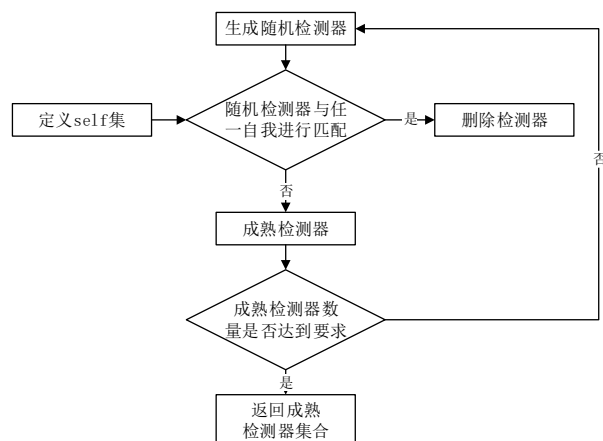 生成随机检测器
定义self集
随机检测器与任
一自我进行匹配
是
删除检测器
否
否
成熟检测器
成熟检测器数
量是否达到要求
是
返回成熟
检测器集合